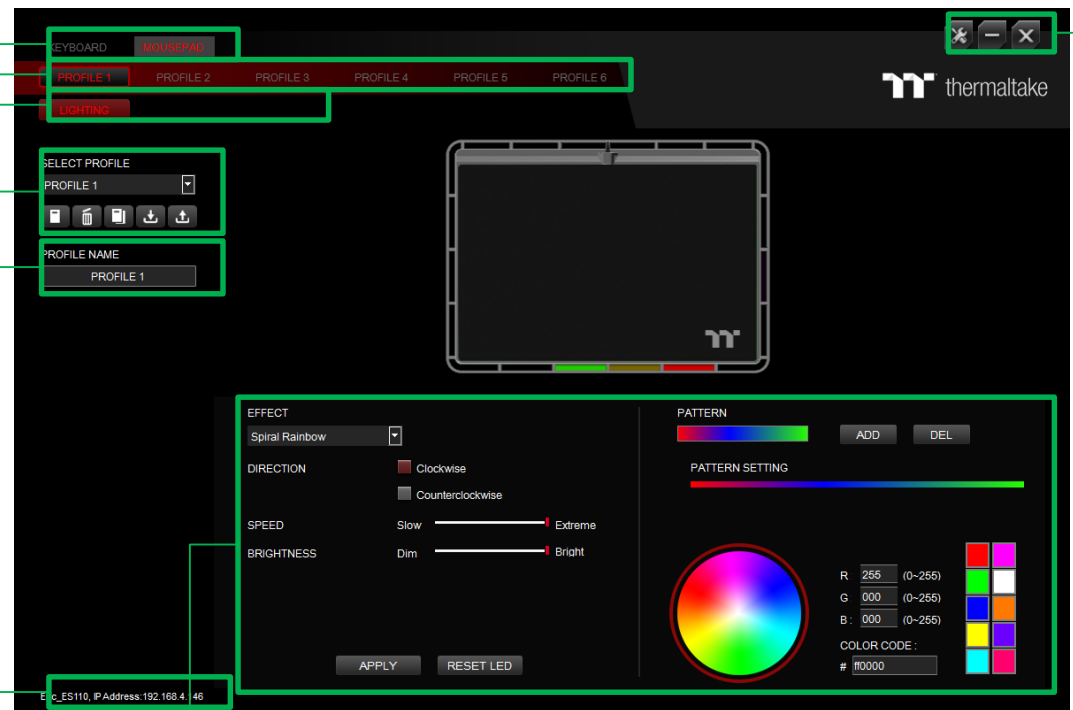 KEYBOARD MOUSEPAD
PROFILE 1 PROFILE 2 PROFILE 3 PROFILE 4 PROFILE 5 PROFILE 6
thermaltake
LIGHTING
SELECT PROFILE
PROFILE 1
PROFILE NAME
PROFILE 1
EFFECT
Spiral Rainbow
DIRECTION
Clockwise
Counterclockwise
SPEED Slow Extreme
BRIGHTNESS Dim Bright
APPLY RESET LED
PATTERN
ADD DEL
PATTERN SETTING
R 255 (0~255)
G 000 (0~255)
B: 000 (0~255)
COLOR CODE :
# ff0000
IP Address: